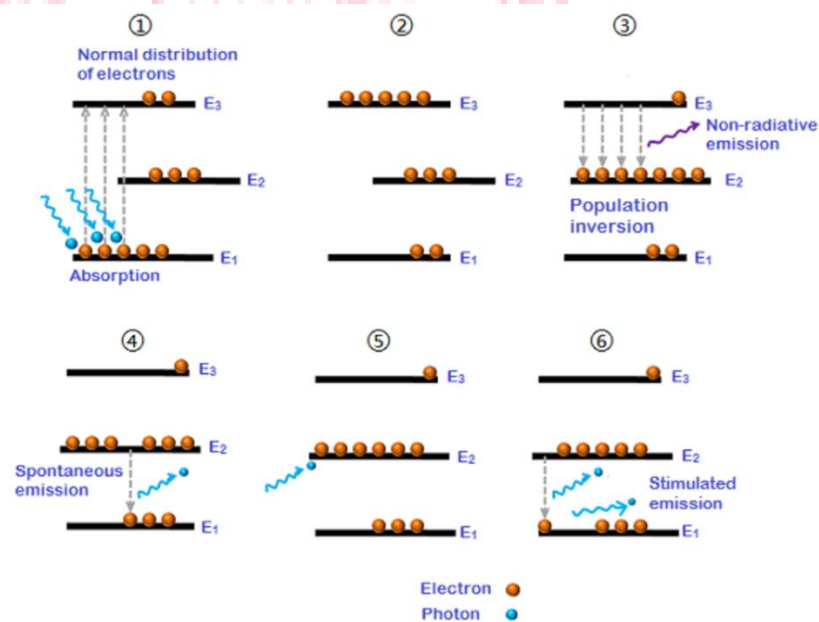 ①
②
③
Normal distribution
of electrons
E3
E3
E3
Non-radiative
emission
E2
E2
E2
Population
inversion
E1
E1
E1
Absorption
④
⑤
⑥
E3
E3
E3
E2
E2
E2
Spontaneous
emission
Stimulated
emission
E1
E1
E1
Electron
Photon